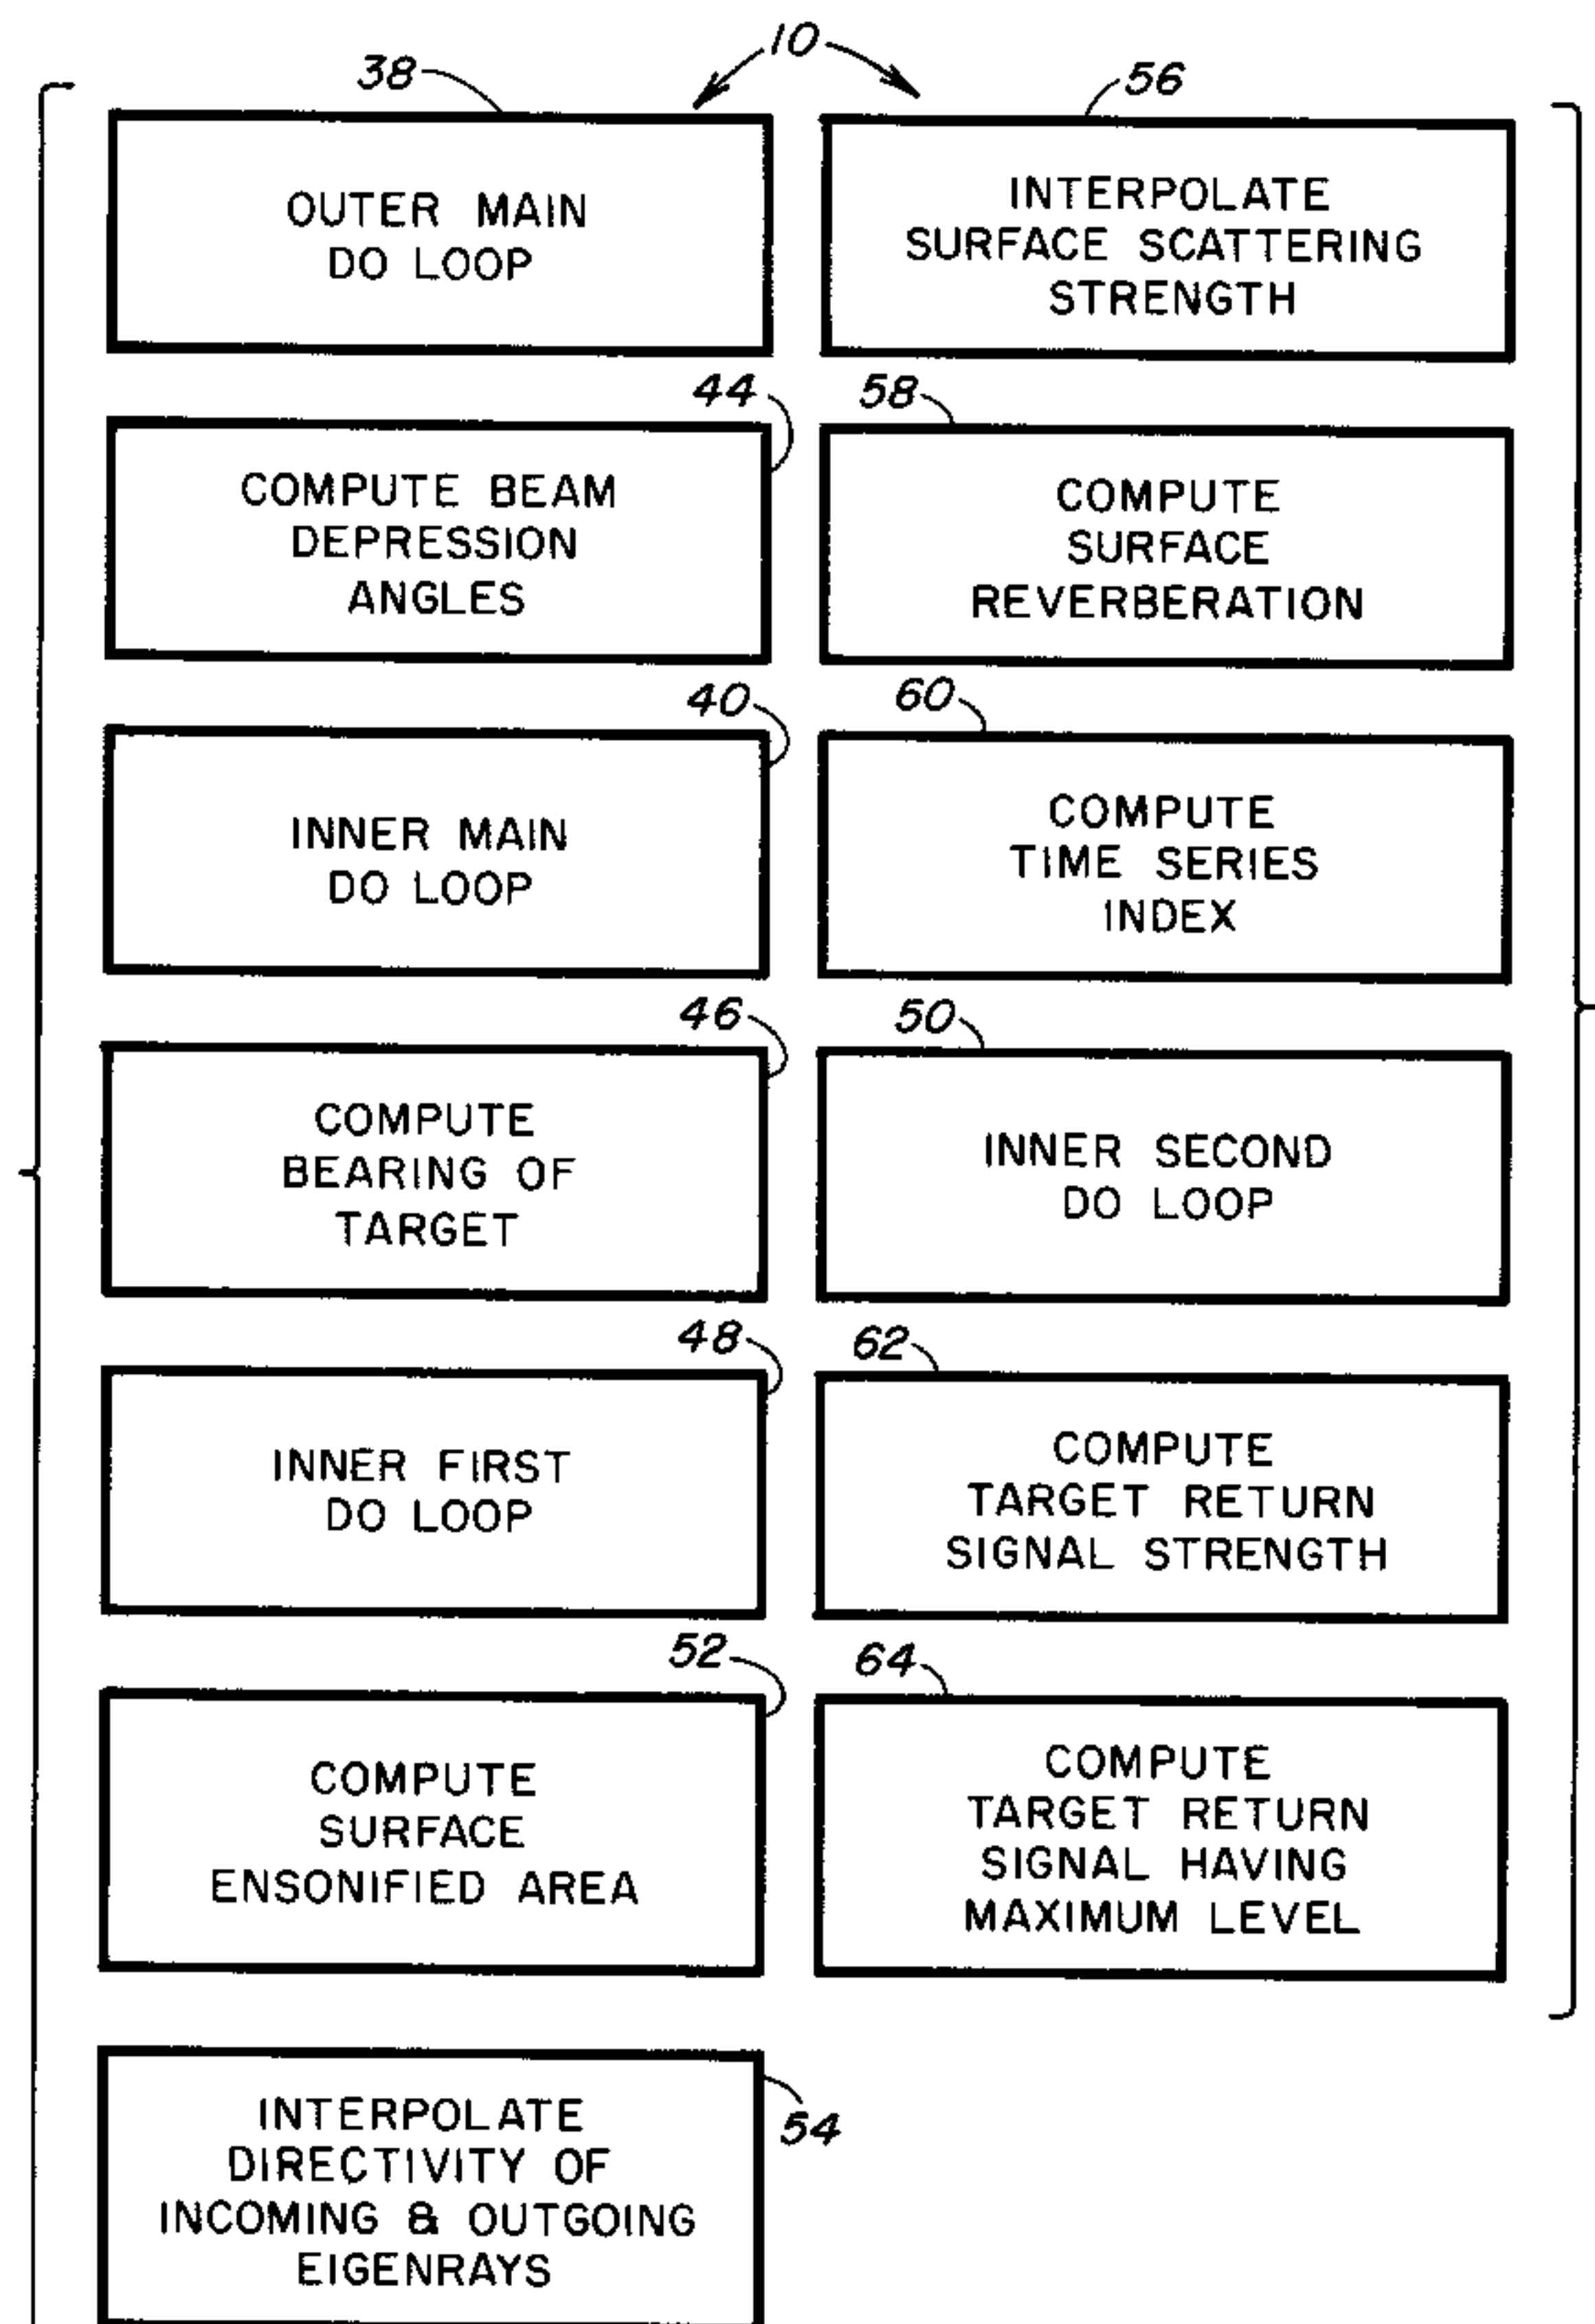 10
38
OUTER MAIN
DO LOOP
44
COMPUTE BEAM
DEPRESSION
ANGLES
40
INNER MAIN
DO LOOP
46
COMPUTE
BEARING OF
TARGET
48
INNER FIRST
DO LOOP
52
COMPUTE
SURFACE
ENSONIFIED AREA
54
INTERPOLATE
DIRECTIVITY OF
INCOMING & OUTGOING
EIGENRAYS
56
INTERPOLATE
SURFACE SCATTERING
STRENGTH
58
COMPUTE
SURFACE
REVERBERATION
60
COMPUTE
TIME SERIES
INDEX
50
INNER SECOND
DO LOOP
62
COMPUTE
TARGET RETURN
SIGNAL STRENGTH
64
COMPUTE
TARGET RETURN
SIGNAL HAVING
MAXIMUM LEVEL